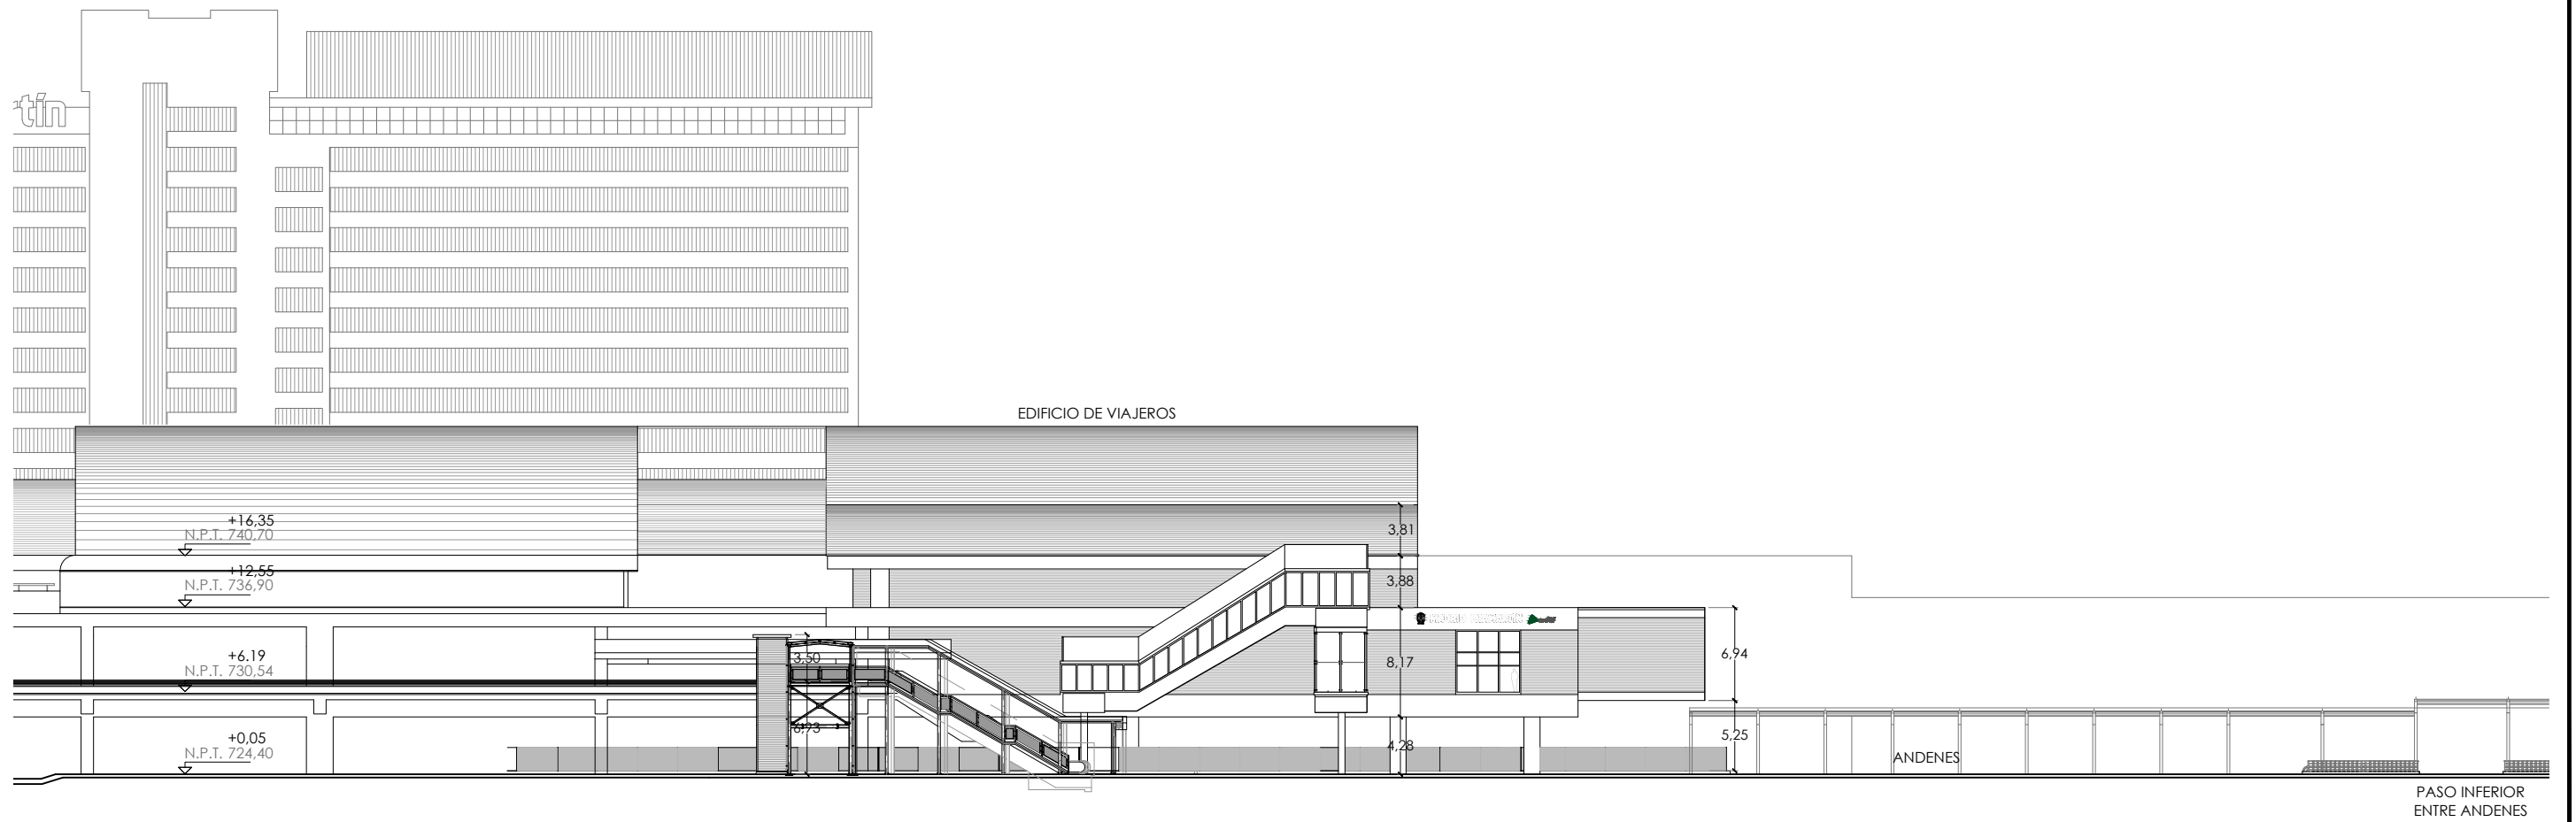 tín
EDIFICIO DE VIAJEROS
+16,35
N.P.T. 740,70
3,81
+12,55
N.P.T. 736,90
3,88
+6.19
N.P.T. 730,54
3,50
8,17
6,94
+0,05
N.P.T. 724,40
6,93
4,28
5,25
ANDENES
PASO INFERIOR
ENTRE ANDENES